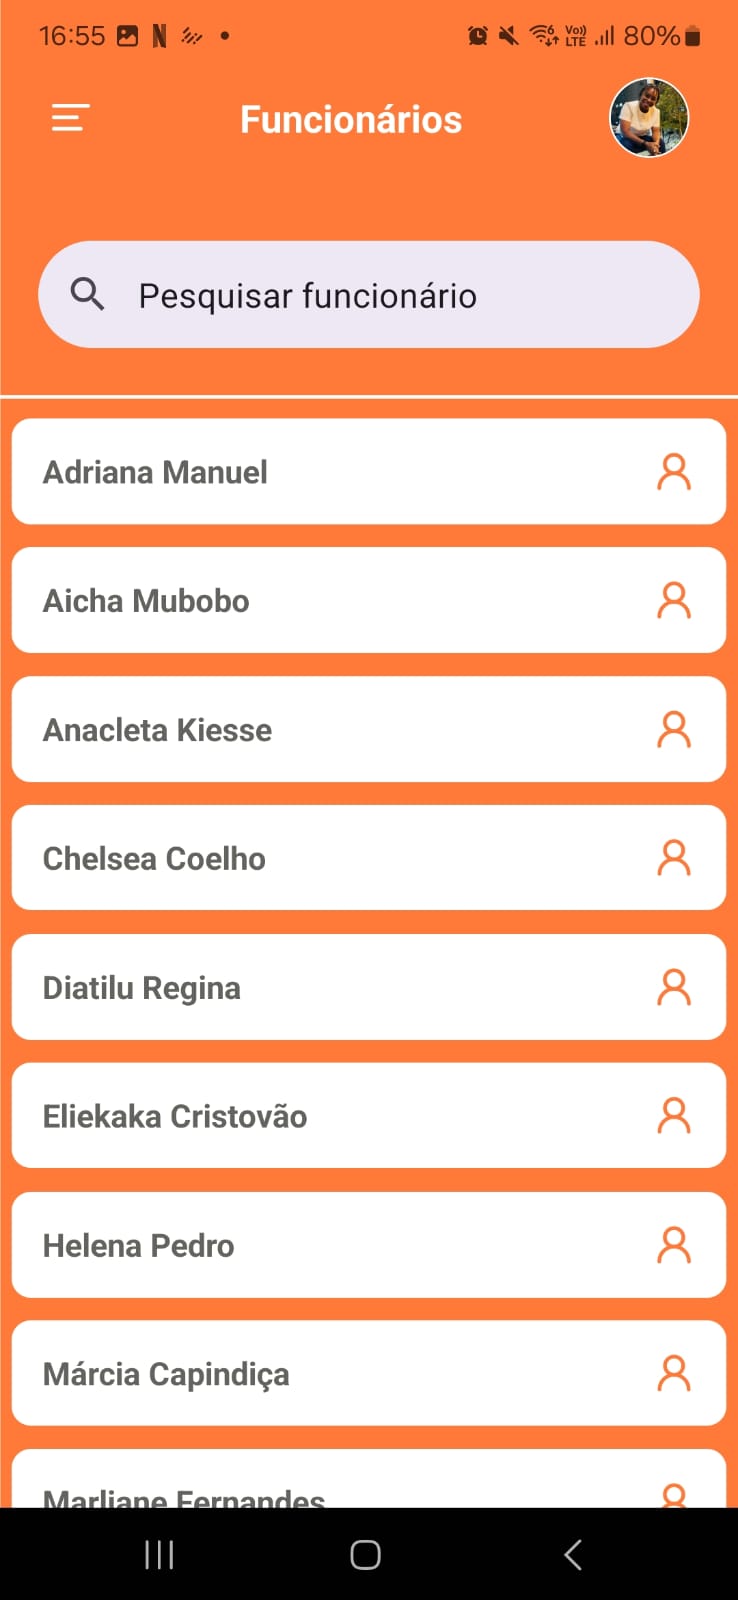 16:55 N Vo)) LTE 6 80%
Funcionários
Pesquisar funcionário
Adriana Manuel
Aicha Mubobo
Anacleta Kiesse
Chelsea Coelho
Diatilu Regina
Eliekaka Cristovão
Helena Pedro
Márcia Capindiça
Marliane Fernandes